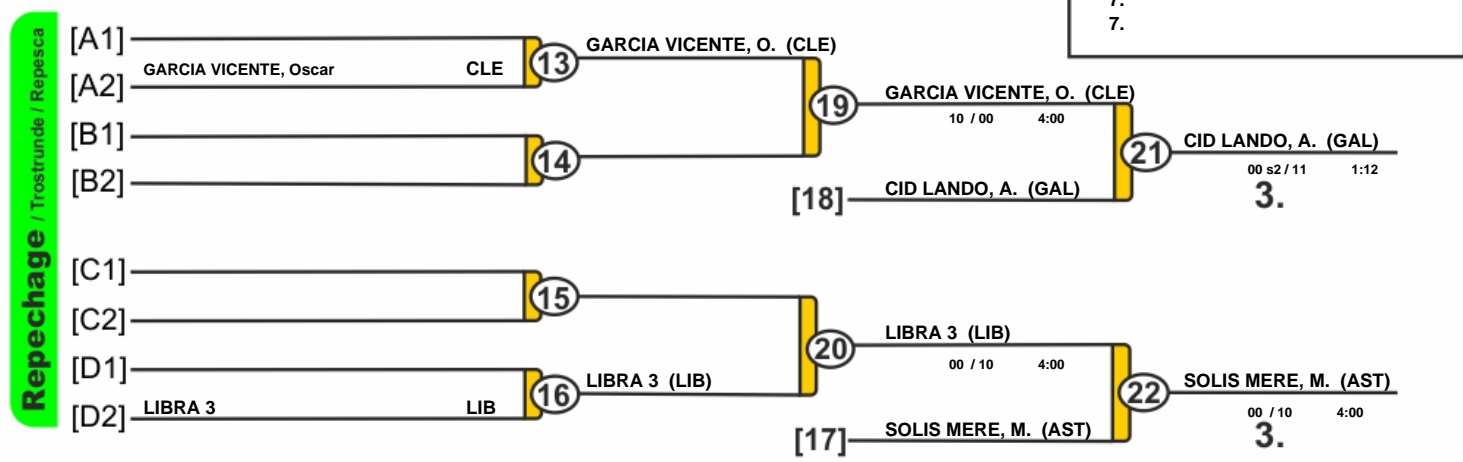 7.
7.
Repechage / Trostrunde / Repesca
[A1]
GARCIA VICENTE, Oscar CLE
[A2]
13
GARCIA VICENTE, O. (CLE)
[B1]
[B2]
14
19
GARCIA VICENTE, O. (CLE)
10 / 00 4:00
[18]
CID LANDO, A. (GAL)
21
CID LANDO, A. (GAL)
00 s2 / 11 1:12
3.
[C1]
[C2]
15
[D1]
LIBRA 3 LIB
[D2]
16
LIBRA 3 (LIB)
20
LIBRA 3 (LIB)
00 / 10 4:00
[17]
SOLIS MERE, M. (AST)
22
SOLIS MERE, M. (AST)
00 / 10 4:00
3.